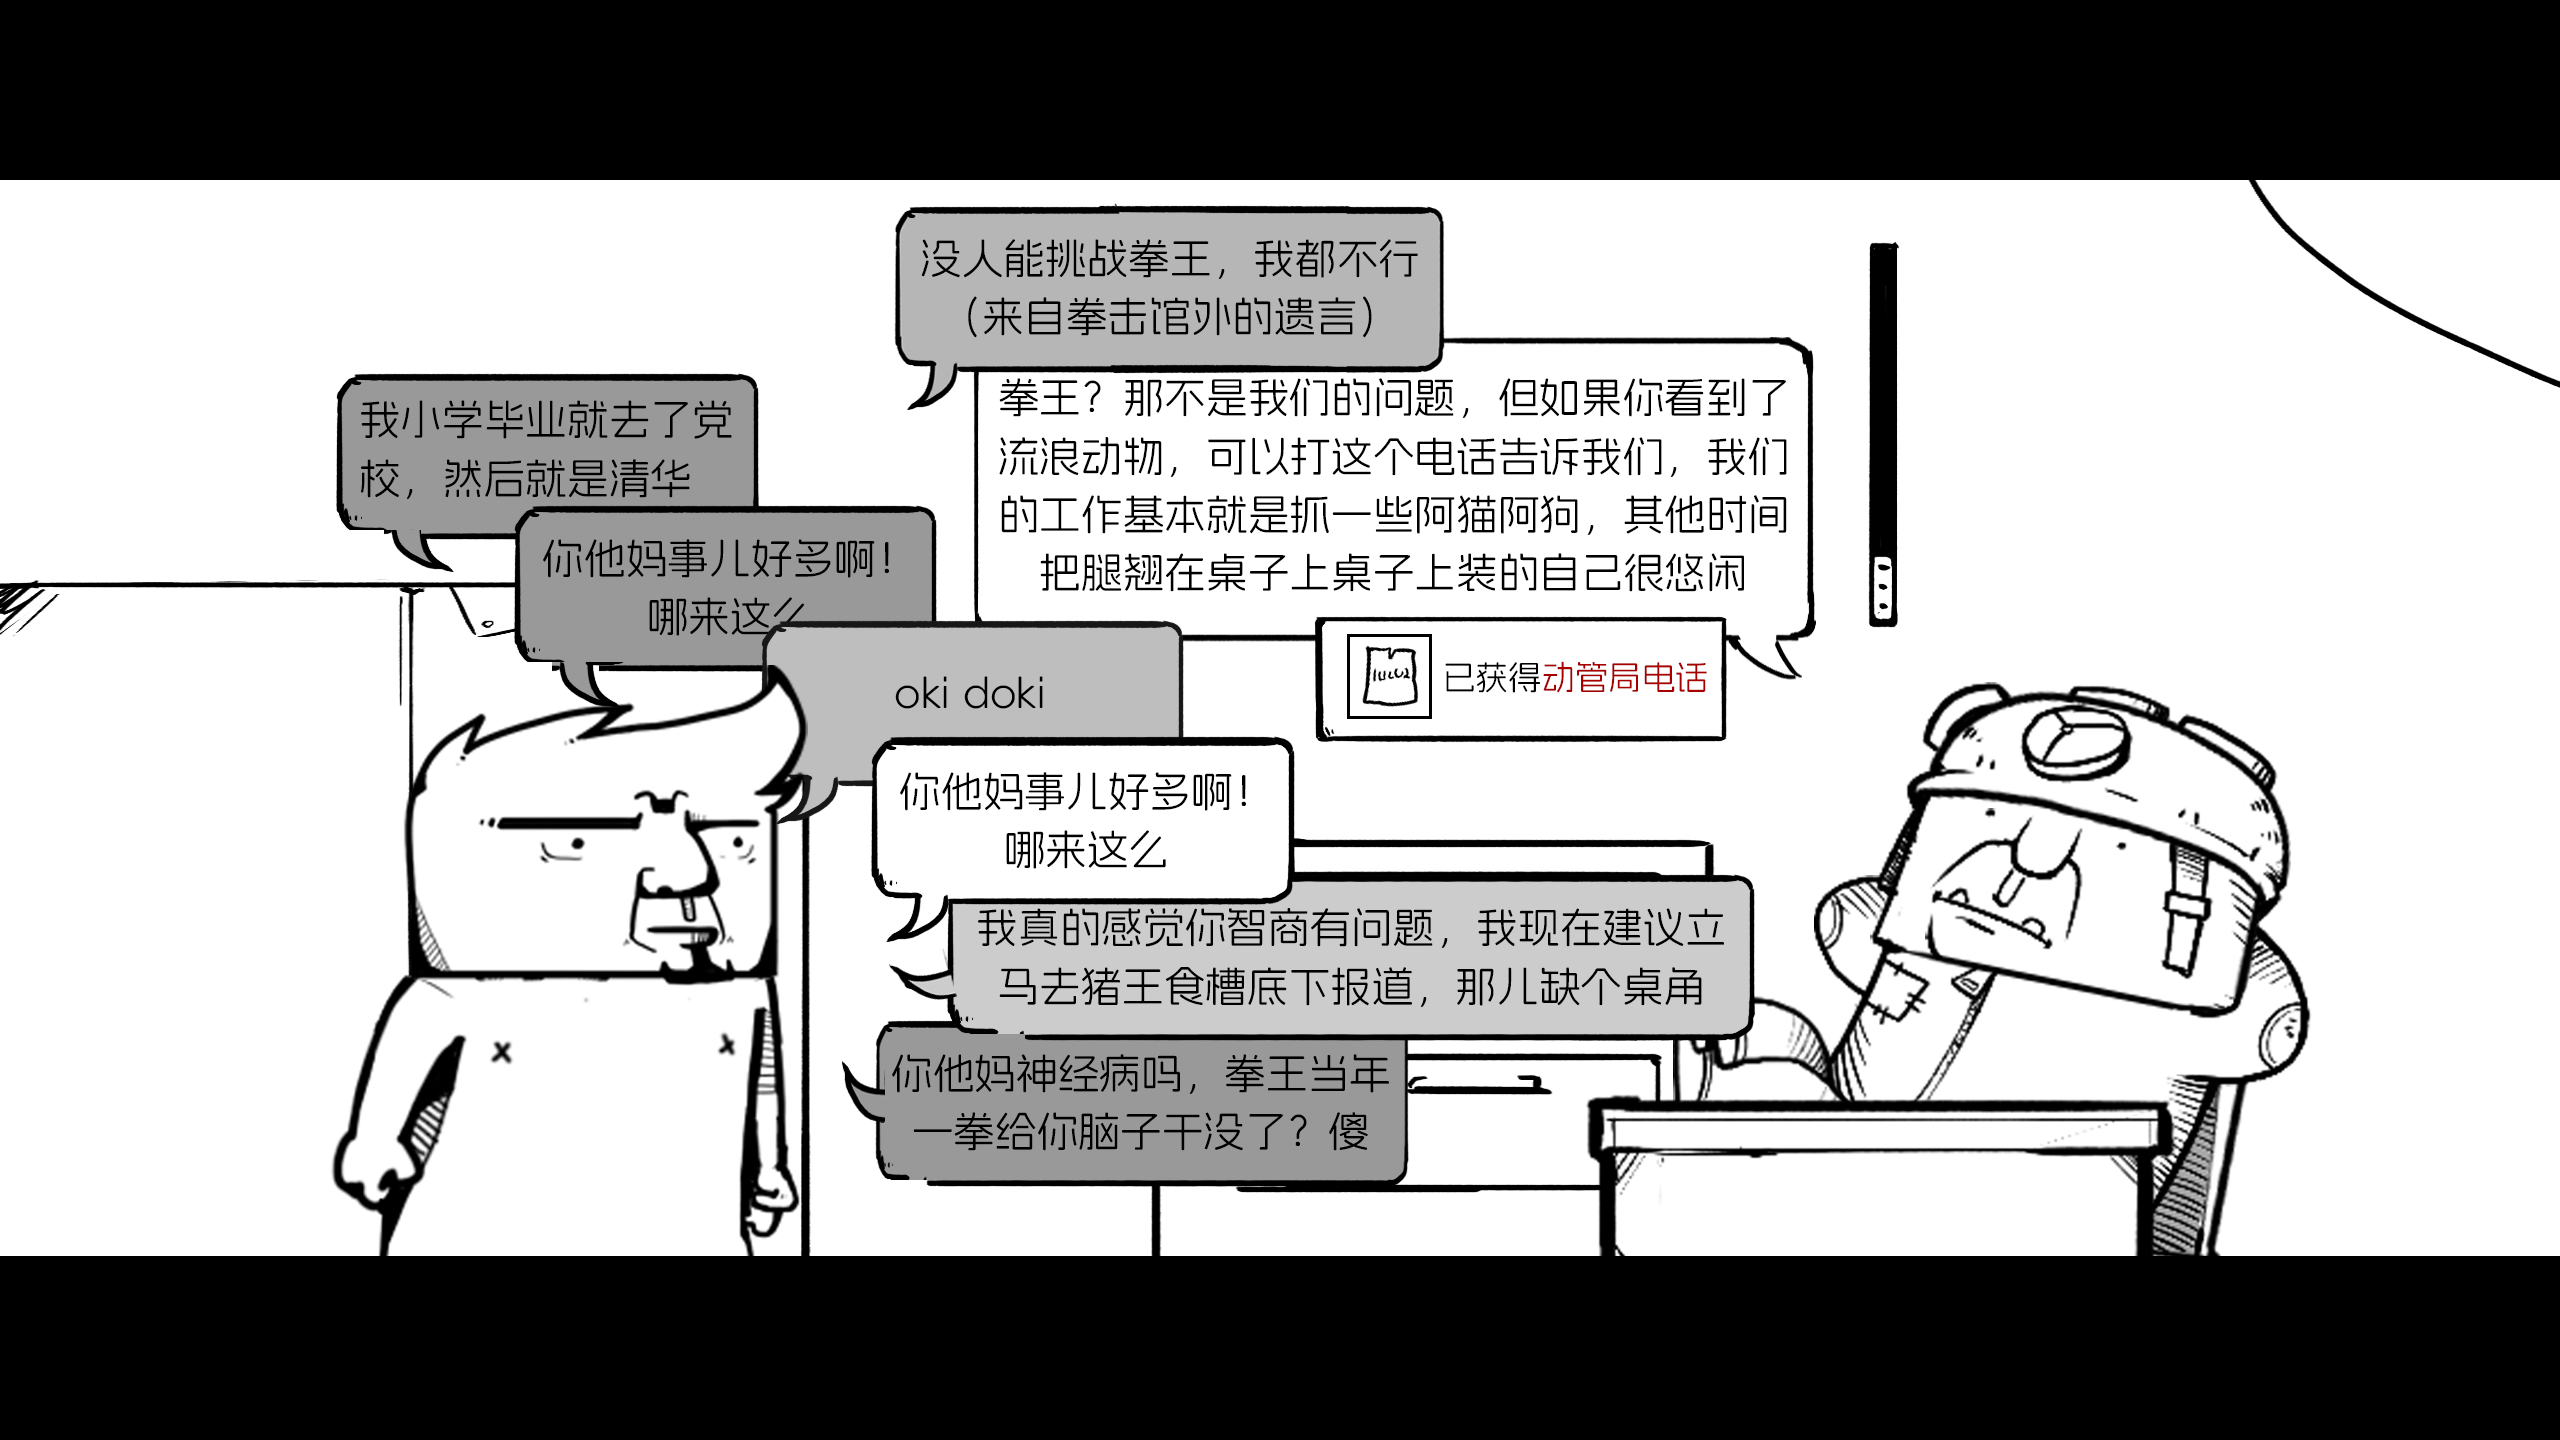 没人能挑战拳王，我都不行
（来自拳击馆外的遗言）
拳王？那不是我们的问题，但如果你看到了
流浪动物，可以打这个电话告诉我们，我们
的工作基本就是抓一些阿猫阿狗，其他时间
把腿翘在桌子上桌子上装的自己很悠闲
我小学毕业就去了党
校，然后就是清华
你他妈事儿好多啊！
哪来这么
oki doki
已获得动管局电话
你他妈事儿好多啊！
哪来这么
我真的感觉你智商有问题，我现在建议立
马去猪王食槽底下报道，那儿缺个桌角
你他妈神经病吗，拳王当年
一拳给你脑子干没了？傻